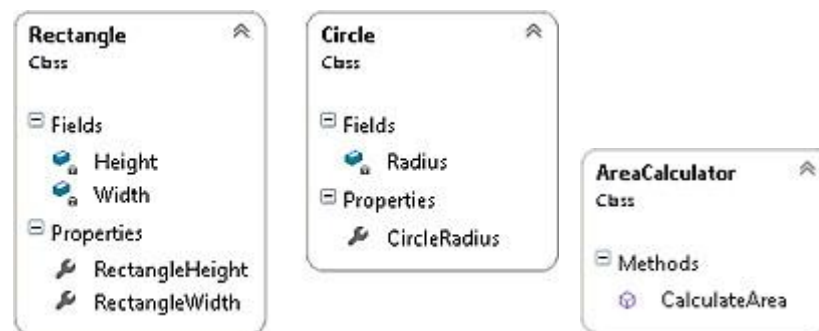 Rectangle
Class
Fields
Height
Width
Properties
RectangleHeight
RectangleWidth
Circle
Class
Fields
Radius
Properties
CircleRadius
AreaCalculator
Class
Methods
CalculateArea